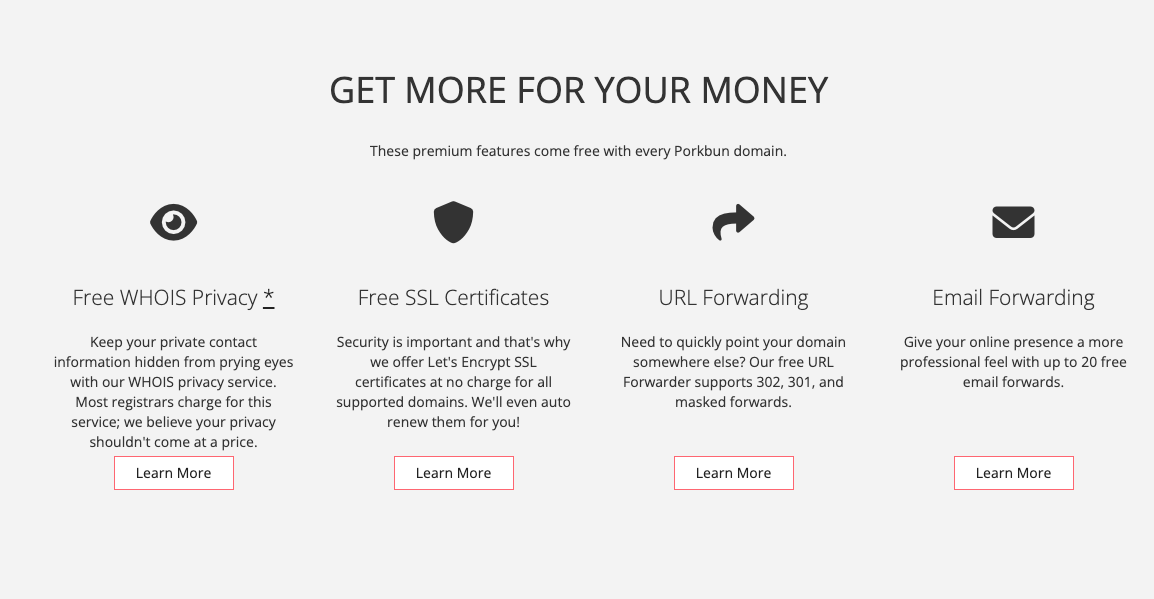 GET MORE FOR YOUR MONEY
These premium features come free with every Porkbun domain.
Free WHOIS Privacy *
Keep your private contact
information hidden from prying eyes
with our WHOIS privacy service.
Most registrars charge for this
service; we believe your privacy
shouldn't come at a price.
Learn More
Free SSL Certificates
Security is important and that's why
we offer Let's Encrypt SSL
certificates at no charge for all
supported domains. We'll even auto
renew them for you!
Learn More
URL Forwarding
Need to quickly point your domain
somewhere else? Our free URL
Forwarder supports 302, 301, and
masked forwards.
Learn More
Email Forwarding
Give your online presence a more
professional feel with up to 20 free
email forwards.
Learn More